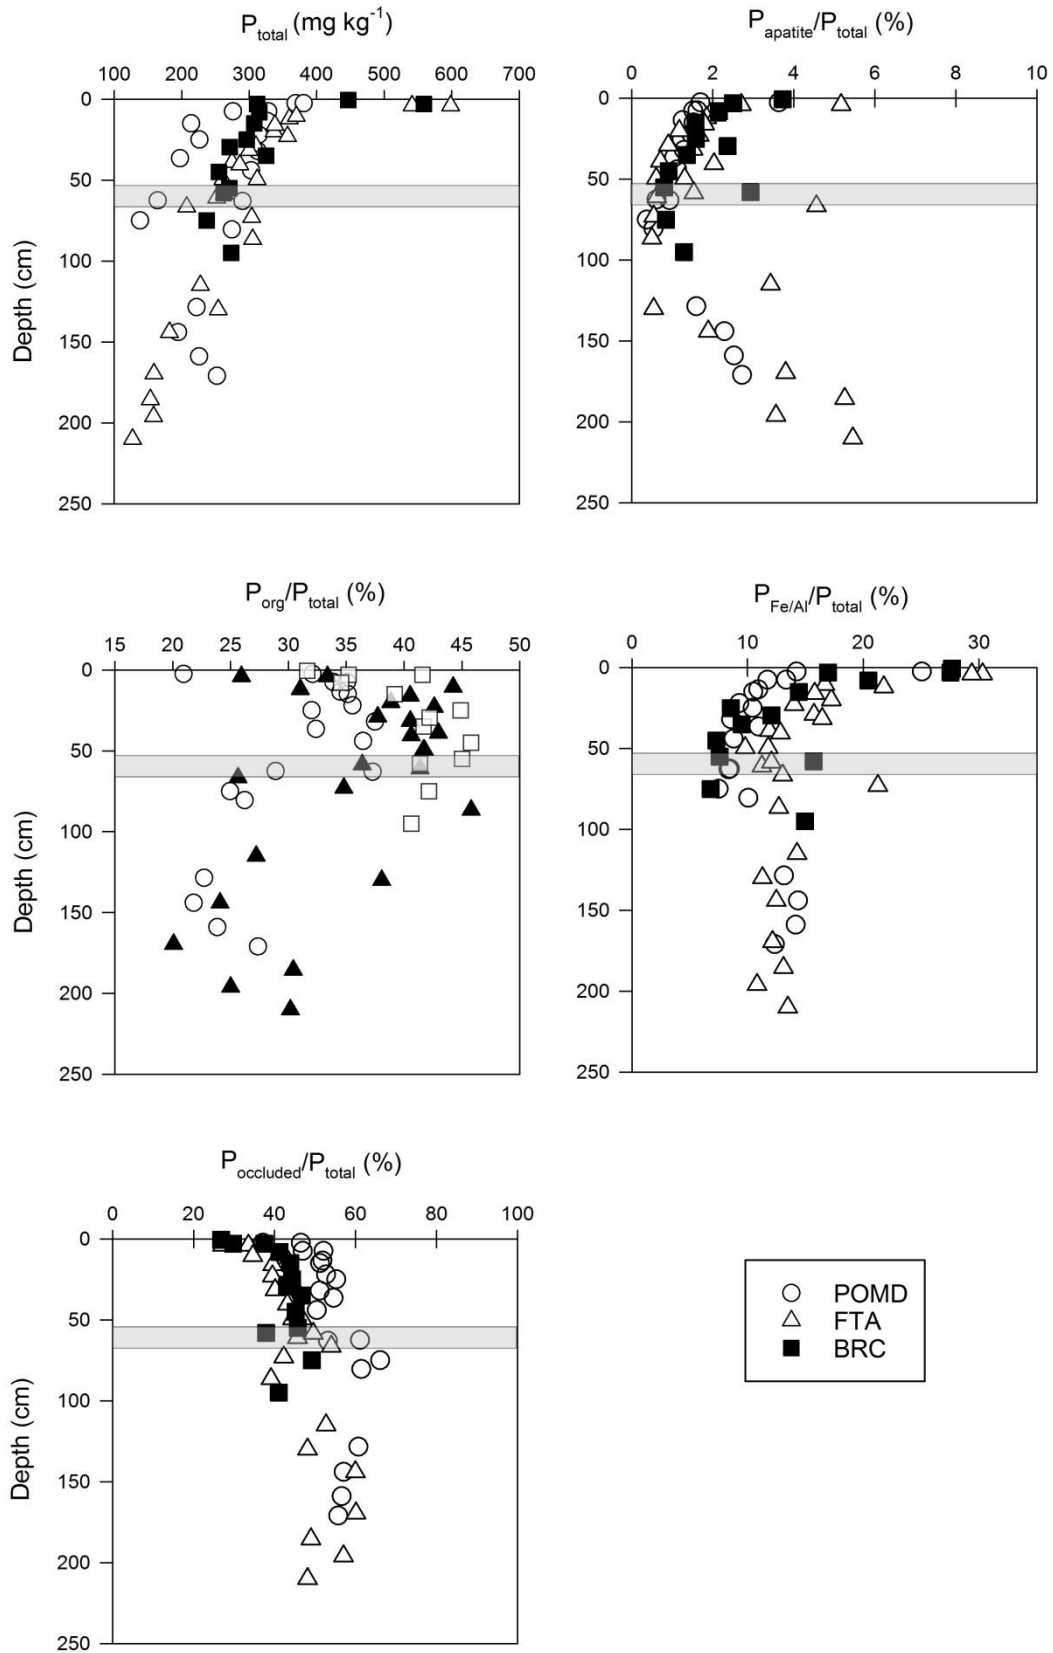 Ptotal (mg kg-1)
100 200 300 400 500 600 700
0
50
100
150
200
250
Depth (cm)
Papatite/Ptotal (%)
0 2 4 6 8 10
0
50
100
150
200
250
Porg/Ptotal (%)
15 20 25 30 35 40 45 50
0
50
100
150
200
250
Depth (cm)
PFe/Al/Ptotal (%)
0 10 20 30
0
50
100
150
200
250
Poccluded/Ptotal (%)
0 20 40 60 80 100
0
50
100
150
200
250
Depth (cm)
POMD
FTA
BRC